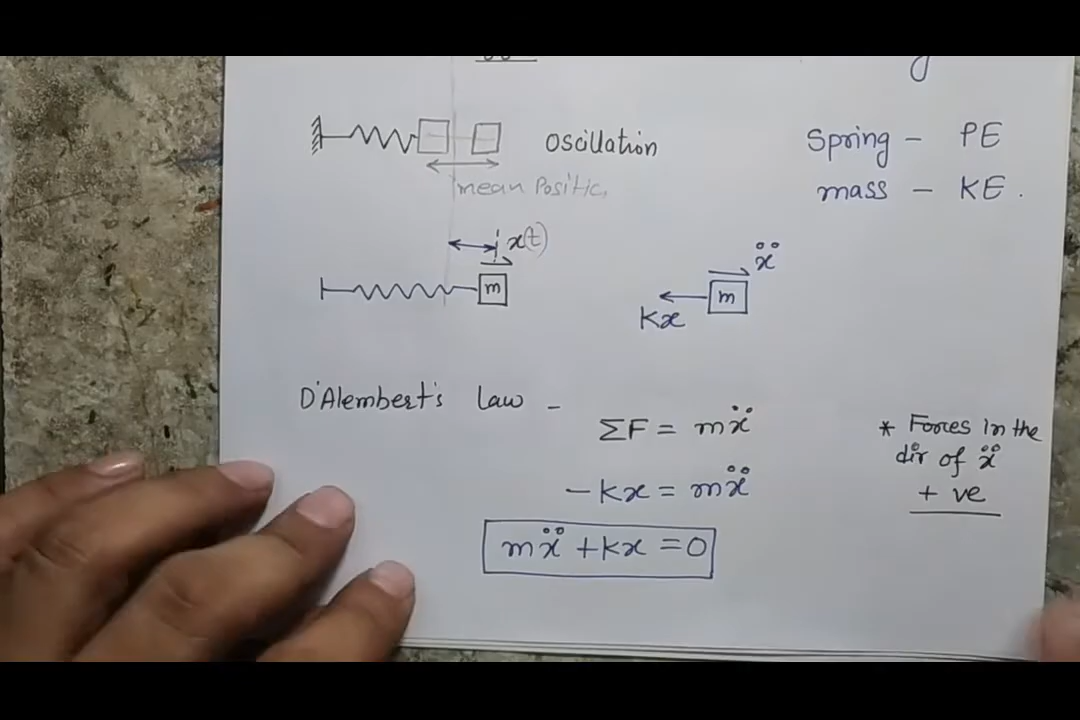 Oscillation
Spring - PE
mass - KE.
mean Positic,
x(t)
m
ẍ
m
Kx
D'Alembert's law -
ΣF = mẍ
-Kx = mẍ
mẍ + Kx = 0
* Forces in the
dir of ẍ
+ ve